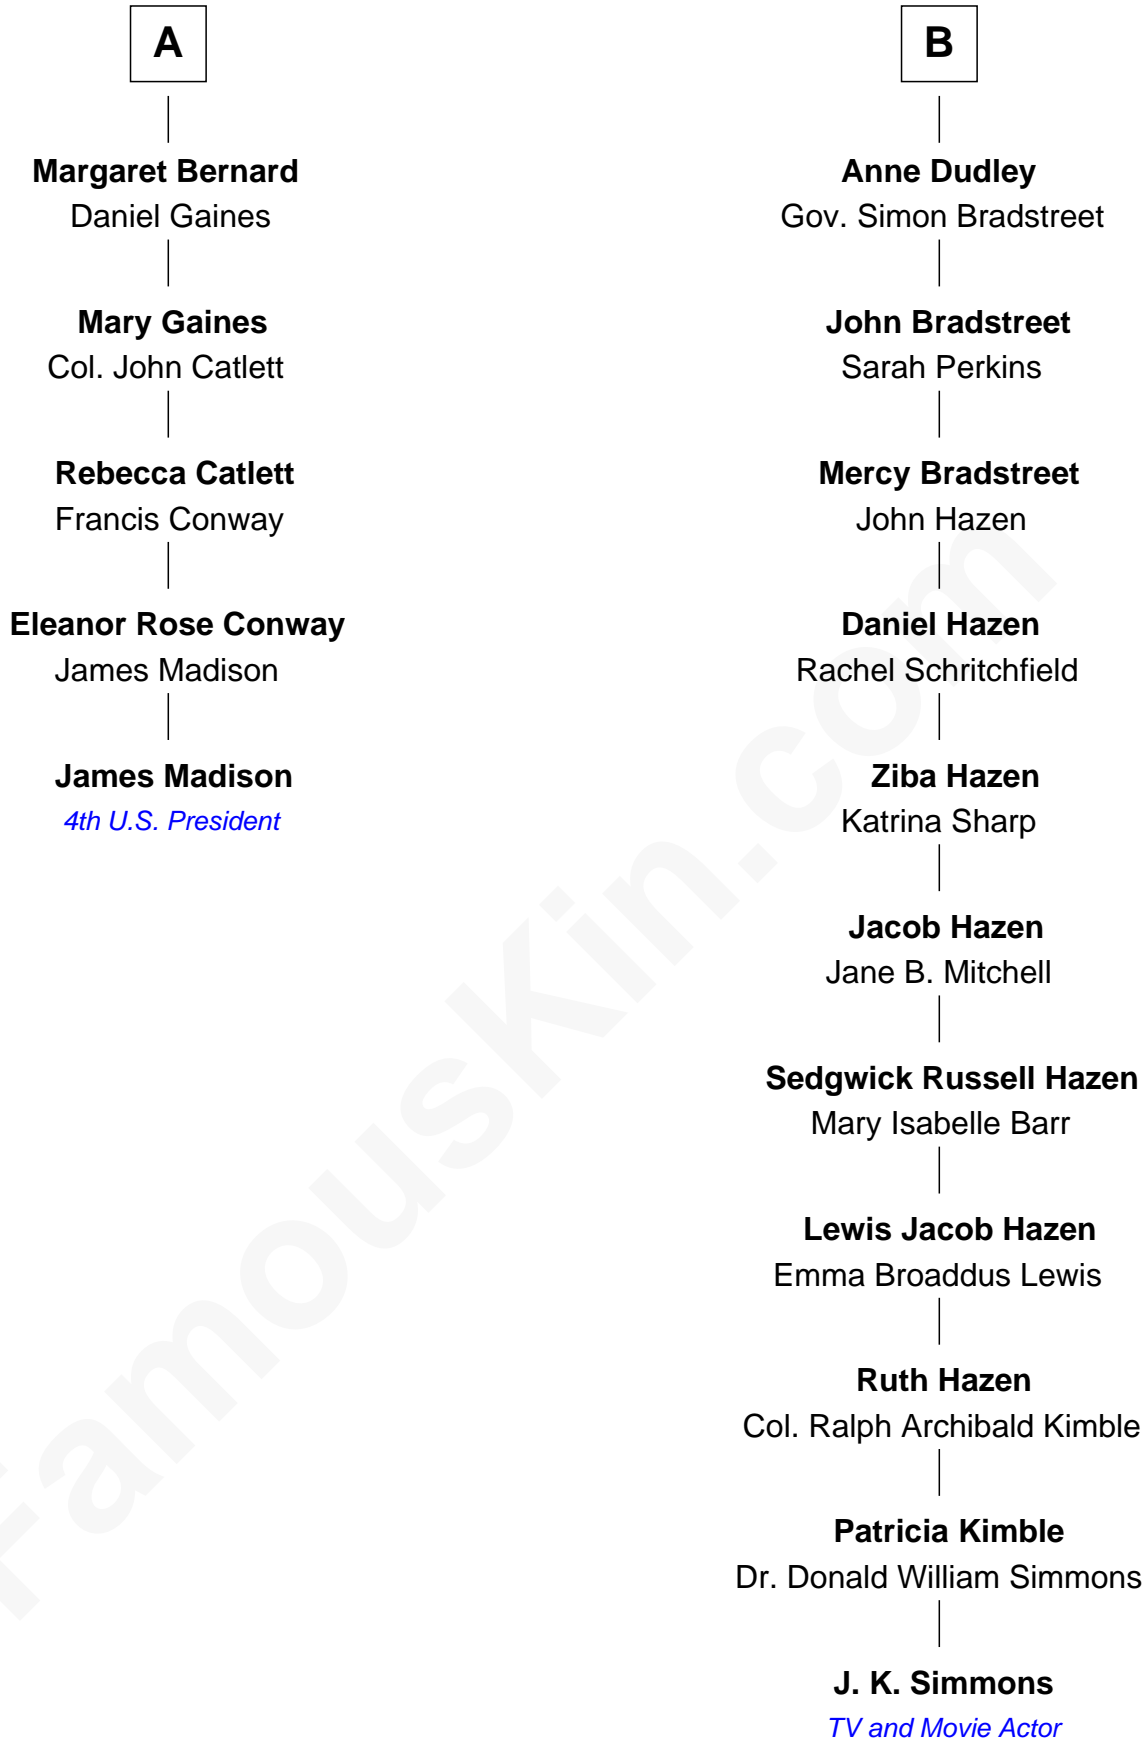 A
Margaret Bernard
Daniel Gaines
Mary Gaines
Col. John Catlett
Rebecca Catlett
Francis Conway
Eleanor Rose Conway
James Madison
James Madison
4th U.S. President
B
Anne Dudley
Gov. Simon Bradstreet
John Bradstreet
Sarah Perkins
Mercy Bradstreet
John Hazen
Daniel Hazen
Rachel Schritchfield
Ziba Hazen
Katrina Sharp
Jacob Hazen
Jane B. Mitchell
Sedgwick Russell Hazen
Mary Isabelle Barr
Lewis Jacob Hazen
Emma Broaddus Lewis
Ruth Hazen
Col. Ralph Archibald Kimble
Patricia Kimble
Dr. Donald William Simmons
J. K. Simmons
TV and Movie Actor
FamousKin.com